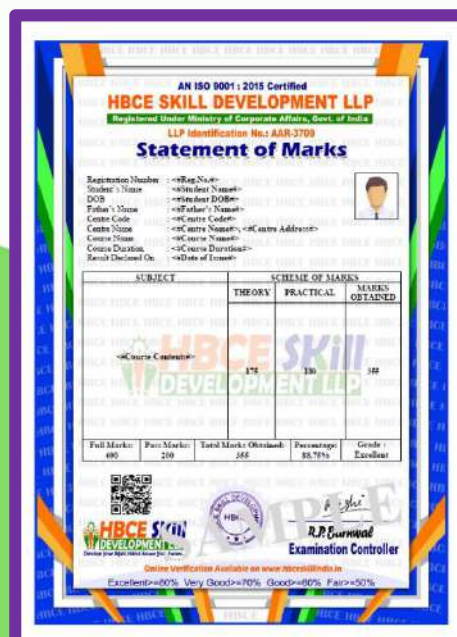 AN ISO 9001 : 2015 Certified
HBCE SKILL DEVELOPMENT LLP
Registered Under Ministry of Corporate Affairs, Govt. of India
LLP Identification No.: AAR-3709
Statement of Marks
Registration Number : <#Reg.No.#>
Student's Name : <#Student Name#>
DOB : <#Student DOB#>
Father's Name : <#Father's Name#>
Centre Code : <#Centre Code#>
Centre Name : <#Centre Name#>, <#Centre Address#>
Course Name : <#Course Name#>
Course Duration : <#Course Duration#>
Result Declared On : <#Date of Issue#>
SUBJECT SCHEME OF MARKS
THEORY PRACTICAL MARKS OBTAINED
<#Course Contents#> 175 180 355
HBCE SKill
DEVELOPMENT LLP
Full Marks: Pass Marks: Total Marks Obtained: Percentage: Grade :
400 200 355 88.75% Excellent
SAMPLE
HBCE SKill
DEVELOPMENT LLP
R.P. Burnwal
Examination Controller
Online Verification Available on www.hbceskillindia.in
Excellent>=80% Very Good>=70% Good>=60% Fair>=50%